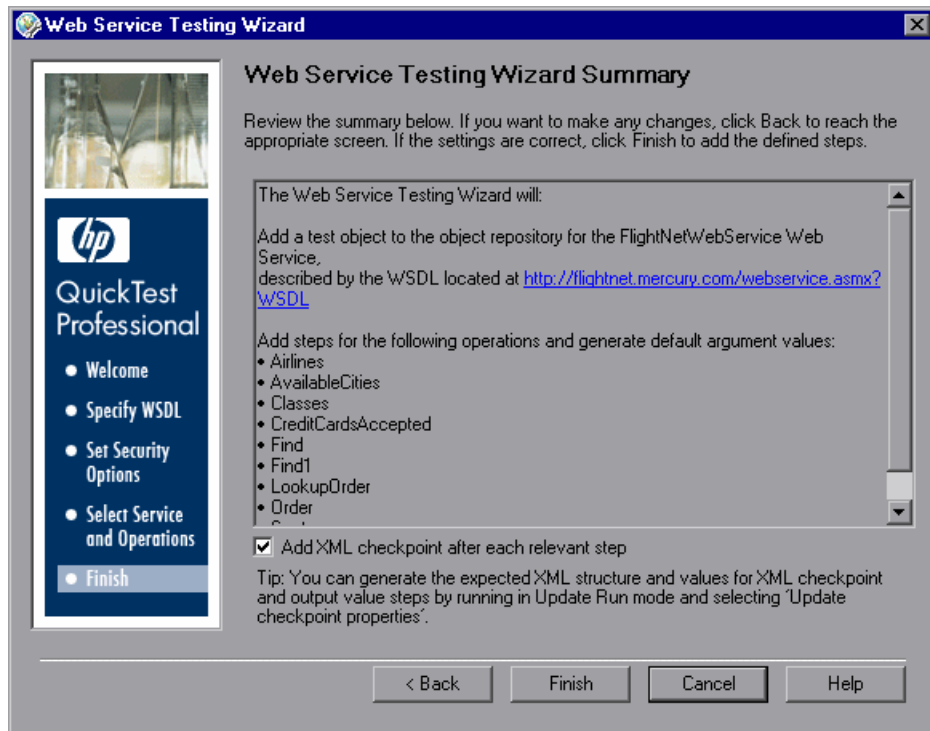 Web Service Testing Wizard
Web Service Testing Wizard Summary
Review the summary below. If you want to make any changes, click Back to reach the
appropriate screen. If the settings are correct, click Finish to add the defined steps.
The Web Service Testing Wizard will:
Add a test object to the object repository for the FlightNetWebService Web
Service,
described by the WSDL located at http://flightnet.mercury.com/webservice.asmx?
WSDL
Add steps for the following operations and generate default argument values:
• Airlines
• AvailableCities
• Classes
• CreditCardsAccepted
• Find
• Find1
• LookupOrder
• Order
hp
QuickTest
Professional
• Welcome
• Specify WSDL
• Set Security
Options
• Select Service
and Operations
• Finish
Add XML checkpoint after each relevant step
Tip: You can generate the expected XML structure and values for XML checkpoint
and output value steps by running in Update Run mode and selecting 'Update
checkpoint properties'.
< Back
Finish
Cancel
Help